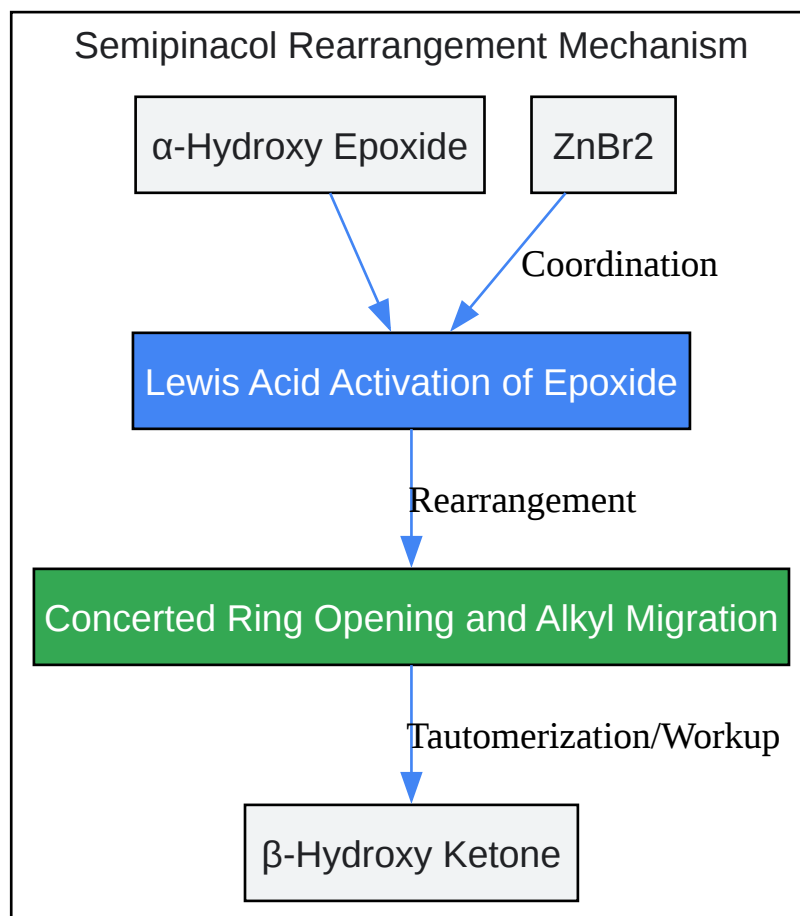 Semipinacol Rearrangement Mechanism
α-Hydroxy Epoxide
ZnBr2
Coordination
Lewis Acid Activation of Epoxide
Rearrangement
Concerted Ring Opening and Alkyl Migration
Tautomerization/Workup
β-Hydroxy Ketone